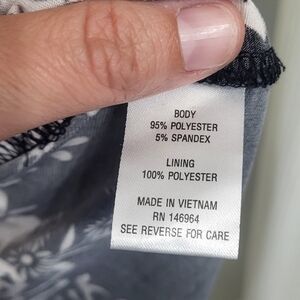 BODY
95% POLYESTER
5% SPANDEX
LINING
100% POLYESTER
MADE IN VIETNAM
RN 146964
SEE REVERSE FOR CARE